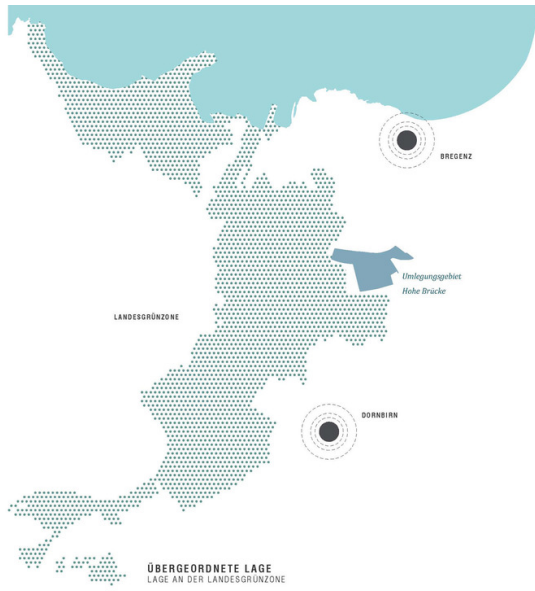 BREGENZ
Umlegungsgebiet
Hohe Brücke
LANDESGRÜNZONE
DORNBIRN
ÜBERGEORDNETE LAGE
LAGE AN DER LANDESGRÜNZONE